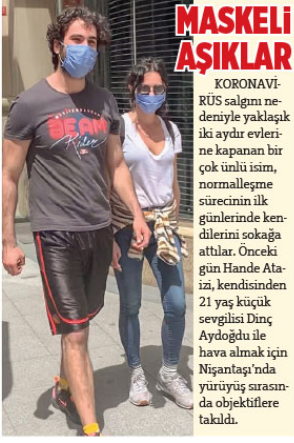 MASKELİ
AŞIKLAR
KORONAVİ-
RÜS salgını ne-
deniyle yaklaşık
iki aydır evleri-
ne kapanan bir
çok ünlü isim,
normalleşme
sürecinin ilk
günlerinde ken-
dilerini sokağa
attılar. Önceki
gün Hande Ata-
izi, kendisinden
21 yaş küçük
sevgilisi Dinç
Aydoğdu ile
hava almak için
Nişantaşı'nda
yürüyüş sırasın-
da objektiflere
takıldı.
BEAM
Rider